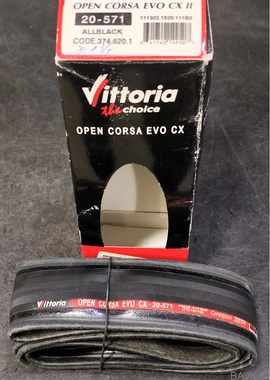 OPEN CORSA EVO CX II
20-571
ALLBLACK
CODE.374.620.1
Vittoria
the choice
OPEN CORSA EVO CX
Vittoria OPEN CORSA EVO CX 20-571